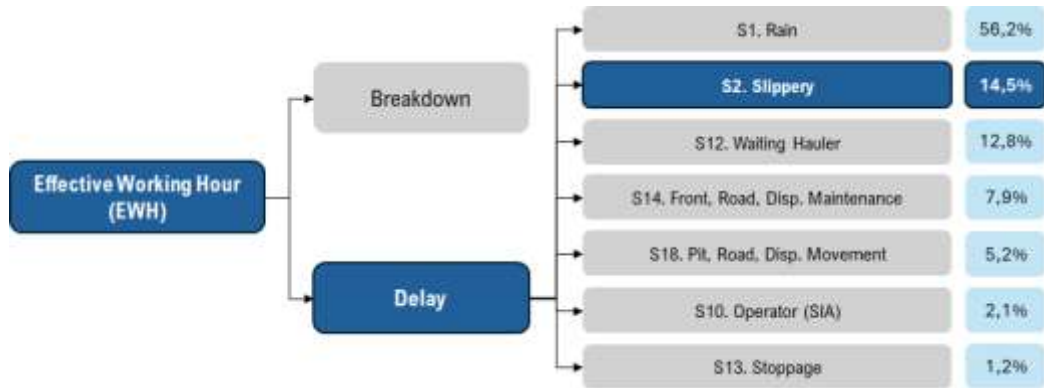 S1. Rain
56,2%
S2. Slippery
14,5%
Breakdown
S12. Waiting Hauler
12,8%
Effective Working Hour
(EWH)
S14. Front, Road, Disp. Maintenance
7,9%
S18. Pit, Road, Disp. Movement
5,2%
Delay
S10. Operator (SIA)
2,1%
S13. Stoppage
1,2%